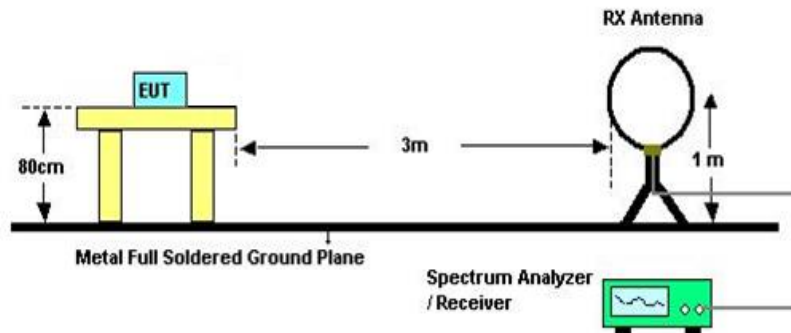 RX Antenna
EUT
80cm
3m
1 m
Metal Full Soldered Ground Plane
Spectrum Analyzer
/ Receiver